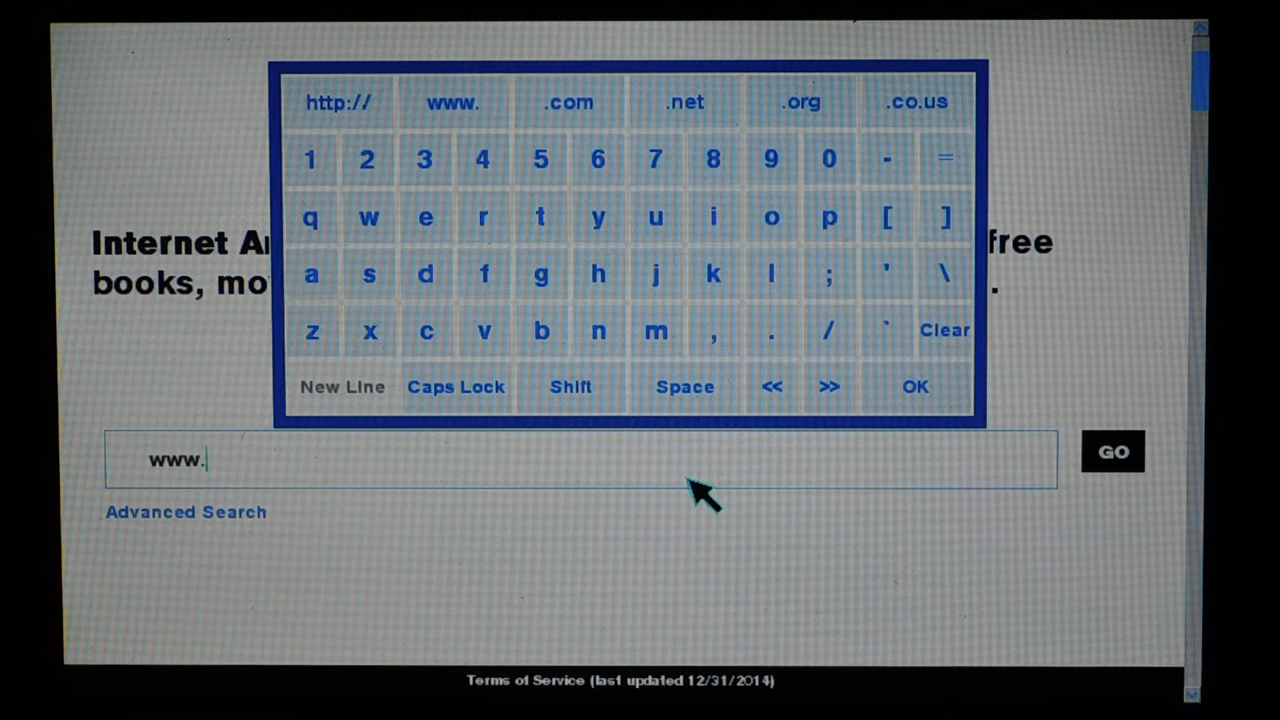 http:// www. .com .net .org .co.us
1 2 3 4 5 6 7 8 9 0 - =
q w e r t y u i o p [ ]
Internet free
a s d f g h j k l ; ' \
books, .
z x c v b n m , . / ` Clear
New Line Caps Lock Shift Space << >> OK
www.
GO
Advanced Search
Terms of Service (last updated 12/31/2014)